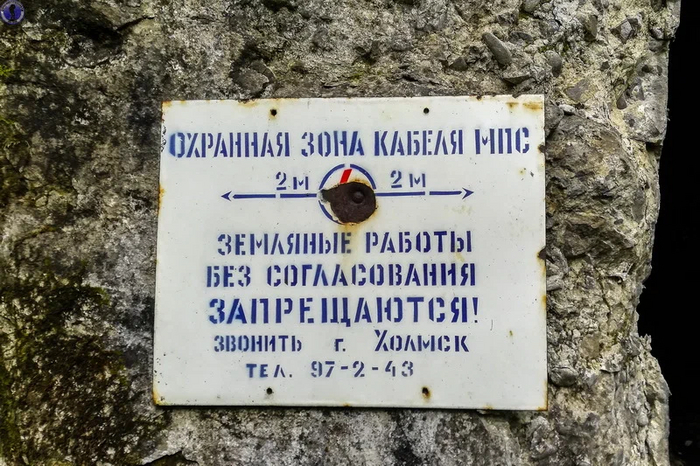 ОХРАННАЯ ЗОНА КАБЕЛЯ МПС
2М 2М
ЗЕМЛЯНЫЕ РАБОТЫ
БЕЗ СОГЛАСОВАНИЯ
ЗАПРЕЩАЮТСЯ!
ЗВОНИТЬ г. ХОЛМСК
ТЕЛ. 97-2-43